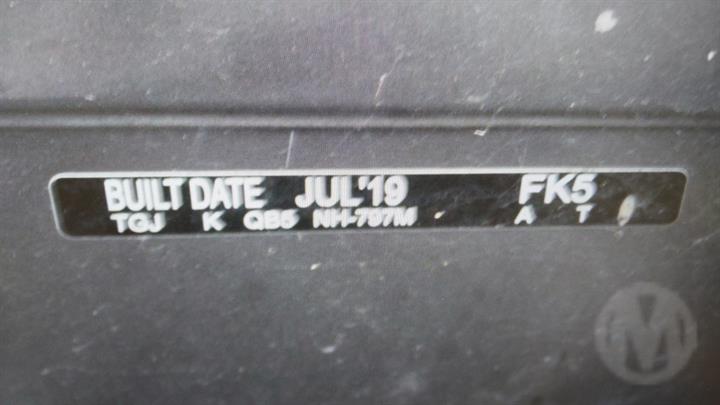 BUILT DATE JUL'19 FK5
TGJ K QB5 NH-797M A T
M